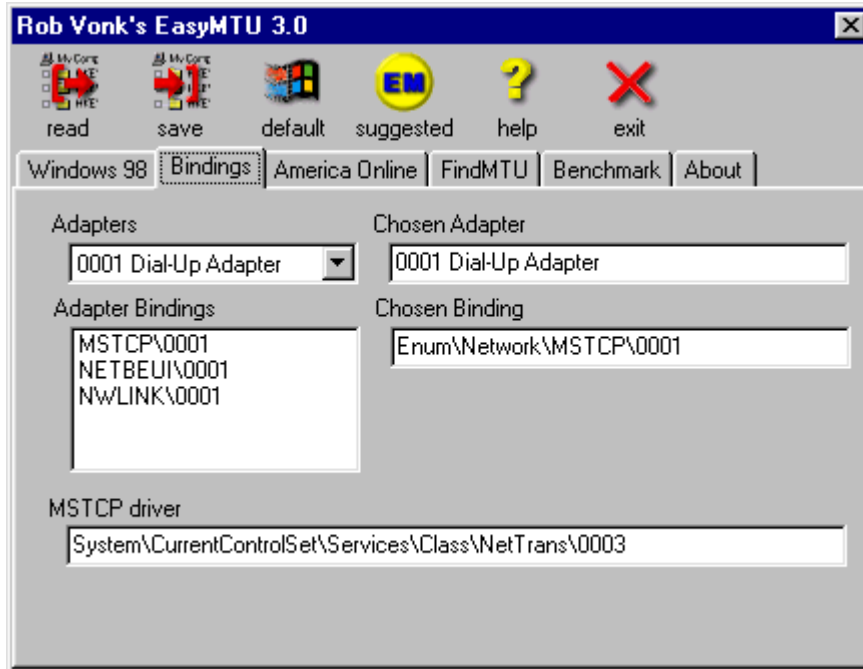 Rob Vonk's EasyMTU 3.0
read save default suggested help exit
EM
Windows 98 Bindings America Online FindMTU Benchmark About
Adapters Chosen Adapter
0001 Dial-Up Adapter 0001 Dial-Up Adapter
Adapter Bindings Chosen Binding
MSTCP\0001 Enum\Network\MSTCP\0001
NETBEUI\0001
NWLINK\0001
MSTCP driver
System\CurrentControlSet\Services\Class\NetTrans\0003